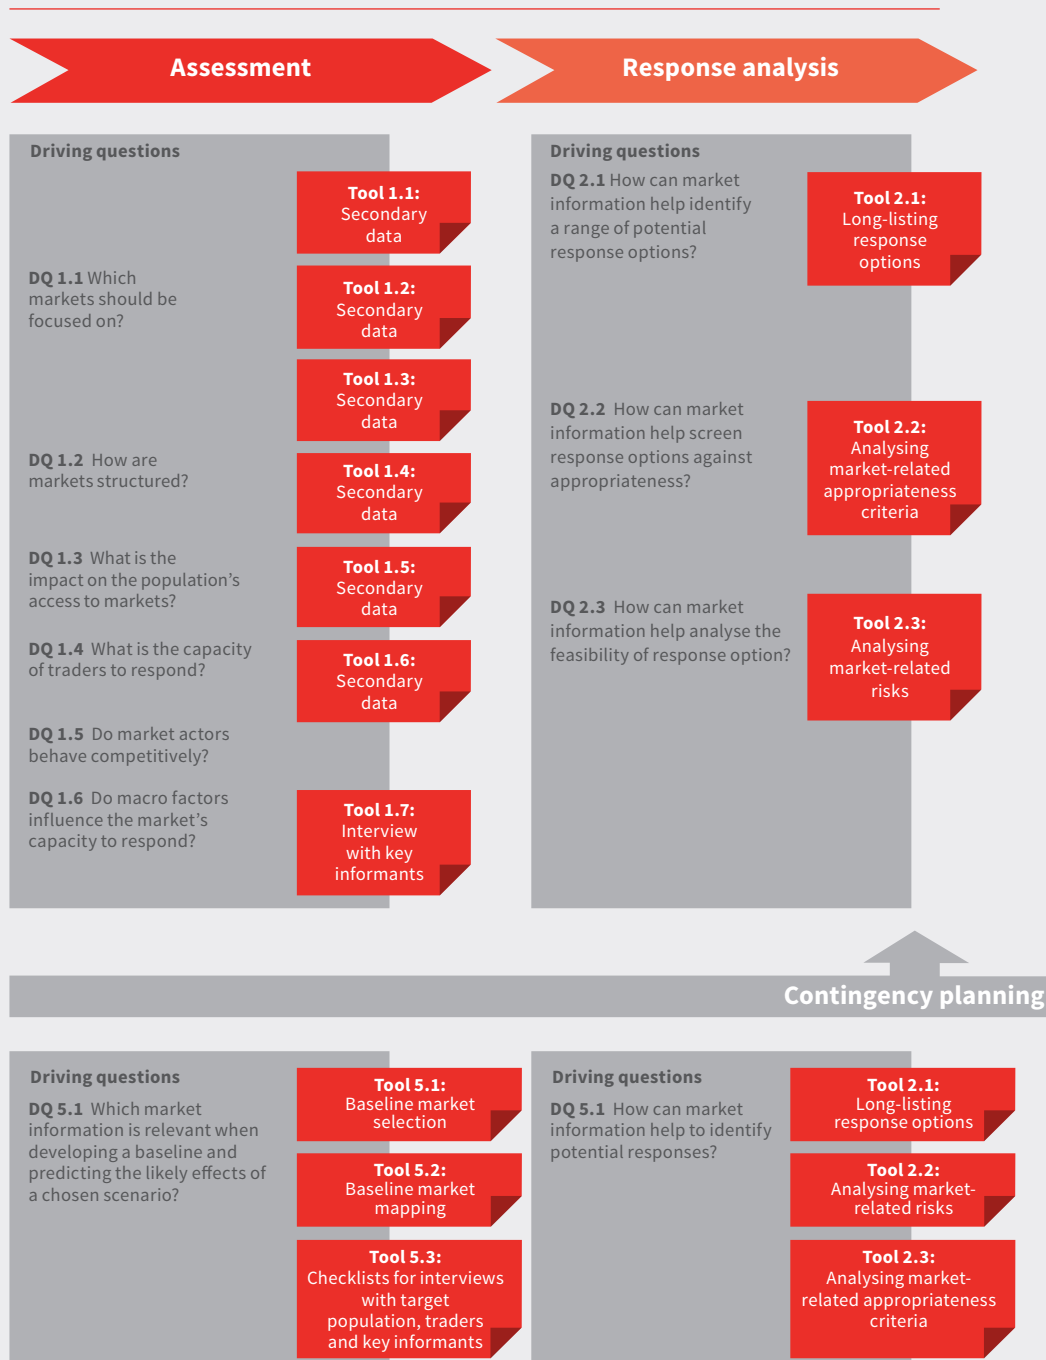 Assessment
Response analysis
Driving questions
Tool 1.1:
Secondary
data
DQ 1.1 Which
markets should be
focused on?
Tool 1.2:
Secondary
data
Tool 1.3:
Secondary
data
DQ 1.2 How are
markets structured?
Tool 1.4:
Secondary
data
DQ 1.3 What is the
impact on the population’s
access to markets?
Tool 1.5:
Secondary
data
DQ 1.4 What is the capacity
of traders to respond?
Tool 1.6:
Secondary
data
DQ 1.5 Do market actors
behave competitively?
DQ 1.6 Do macro factors
influence the market’s
capacity to respond?
Tool 1.7:
Interview
with key
informants
Driving questions
DQ 2.1 How can market
information help identify
a range of potential
response options?
Tool 2.1:
Long-listing
response
options
DQ 2.2 How can market
information help screen
response options against
appropriateness?
Tool 2.2:
Analysing
market-related
appropriateness
criteria
DQ 2.3 How can market
information help analyse the
feasibility of response option?
Tool 2.3:
Analysing
market-related
risks
Contingency planning
Driving questions
DQ 5.1 Which market
information is relevant when
developing a baseline and
predicting the likely effects of
a chosen scenario?
Tool 5.1:
Baseline market
selection
Tool 5.2:
Baseline market
mapping
Tool 5.3:
Checklists for interviews
with target
population, traders
and key informants
Driving questions
DQ 5.1 How can market
information help to identify
potential responses?
Tool 2.1:
Long-listing
response options
Tool 2.2:
Analysing market-
related risks
Tool 2.3:
Analysing market-
related appropriateness
criteria